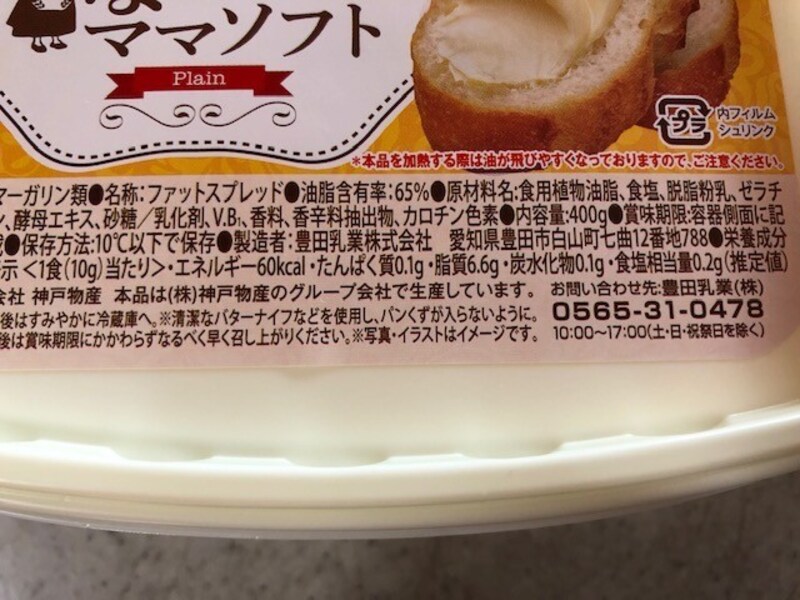 ママソフト
Plain
プラ
内フィルム
シュリンク
*本品を加熱する際は油が飛びやすくなっておりますので、ご注意ください。
マーガリン類●名称:ファットスプレッド●油脂含有率:65%●原材料名:食用植物油脂、食塩、脱脂粉乳、ゼラチ
ン、酵母エキス、砂糖/乳化剤、V.B₁、香料、香辛料抽出物、カロチン色素●内容量:400g●賞味期限:容器側面に記
●保存方法:10℃以下で保存●製造者:豊田乳業株式会社 愛知県豊田市白山町七曲12番地788●栄養成分
示<1食(10g)当たり>・エネルギー60kcal・たんぱく質0.1g・脂質6.6g・炭水化物0.1g・食塩相当量0.2g(推定値)
会社 神戸物産 本品は(株)神戸物産のグループ会社で生産しています。 お問い合わせ先:豊田乳業(株)
後はすみやかに冷蔵庫へ。※清潔なバターナイフなどを使用し、パンくずが入らないように。 0565-31-0478
後は賞味期限にかかわらずなるべく早く召し上がりください。※写真・イラストはイメージです。 10:00~17:00(土・日・祝祭日を除く)